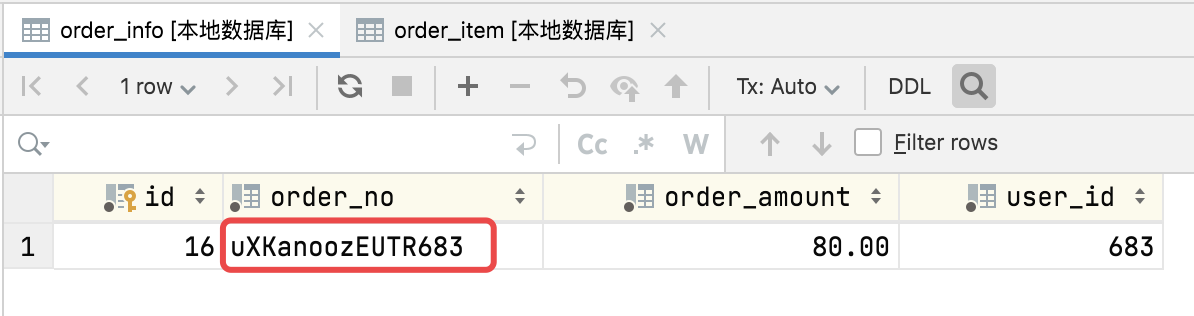 order_info [本地数据库] order_item [本地数据库]
1 row Tx: Auto DDL
Cc .* W Filter rows
id order_no order_amount user_id
1 16 uXKanoozEUTR683 80.00 683